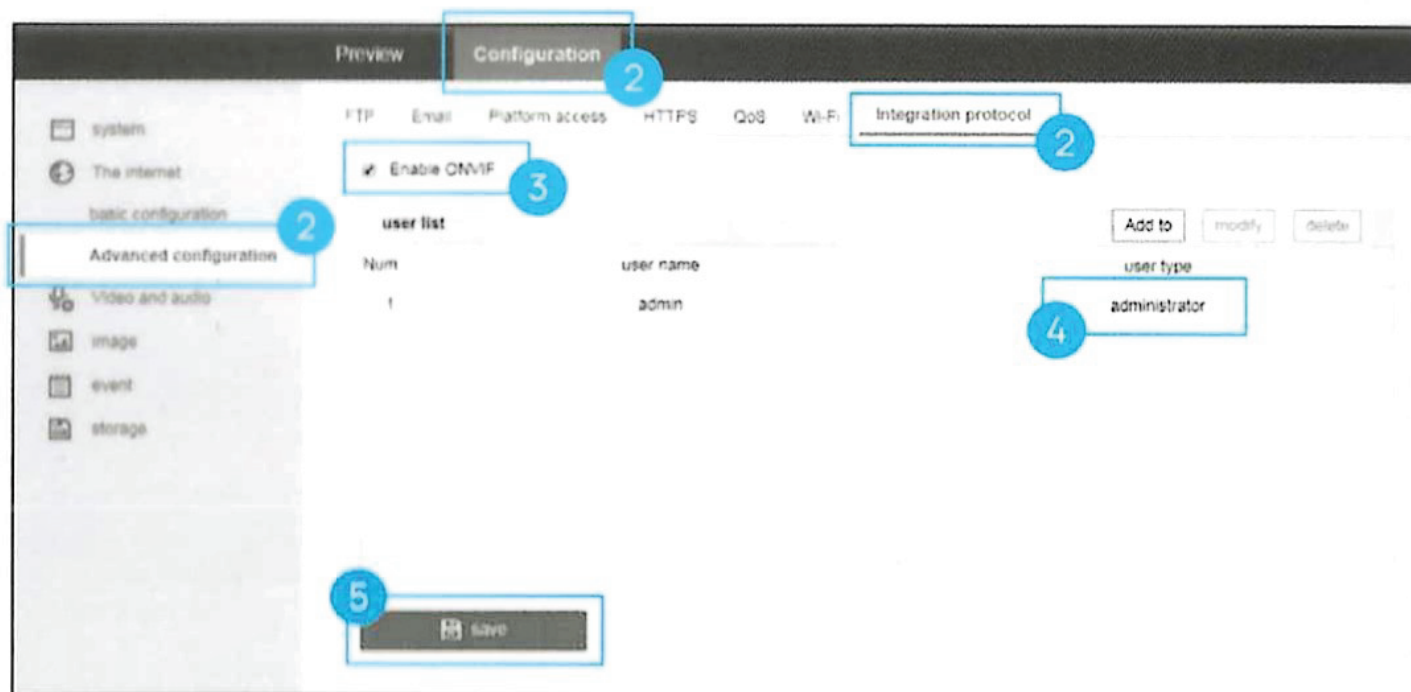 Preview Configuration 2
FTP Email Platform access HTTPS QoS Wi-Fi Integration protocol 2
system
Enable ONVIF 3
The internet
basic configuration 2
user list Add to modify delete
Advanced configuration
Num user name user type
Video and audio
1 admin administrator 4
image
event
storage
5
save